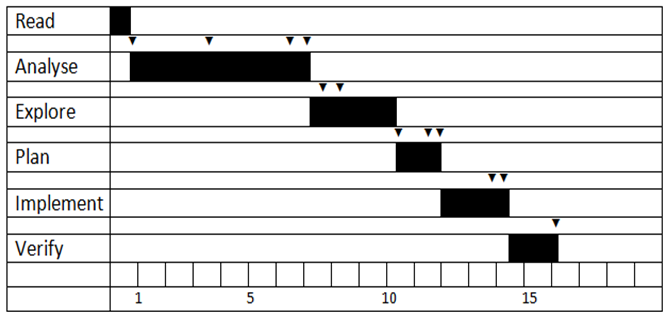 Read
Analyse
Explore
Plan
Implement
Verify
1 5 10 15